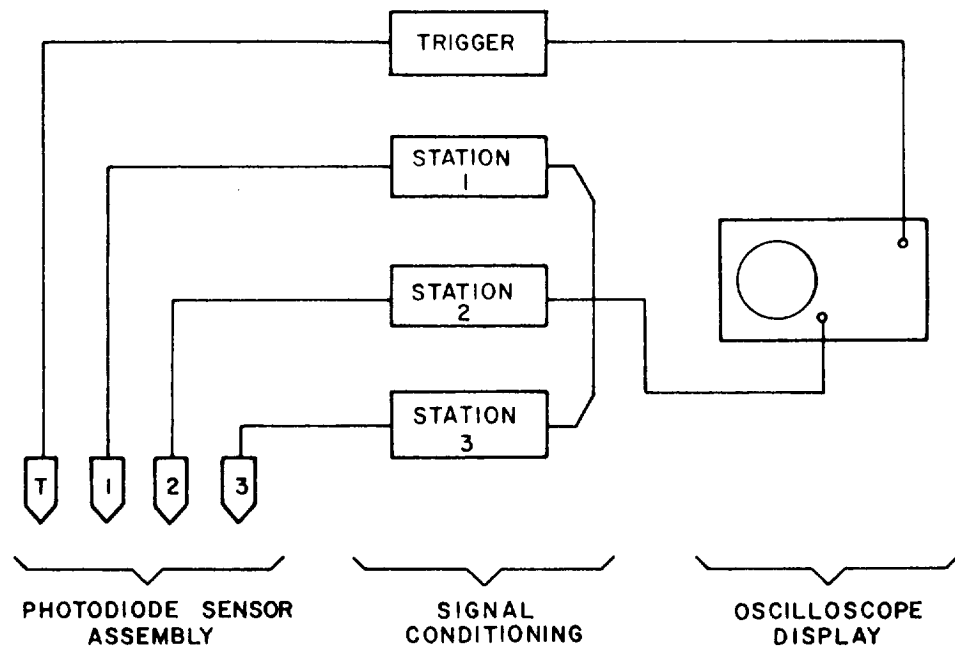 TRIGGER
STATION
1
STATION
2
STATION
3
T 1 2 3
PHOTODIODE SENSOR
ASSEMBLY
SIGNAL
CONDITIONING
OSCILLOSCOPE
DISPLAY